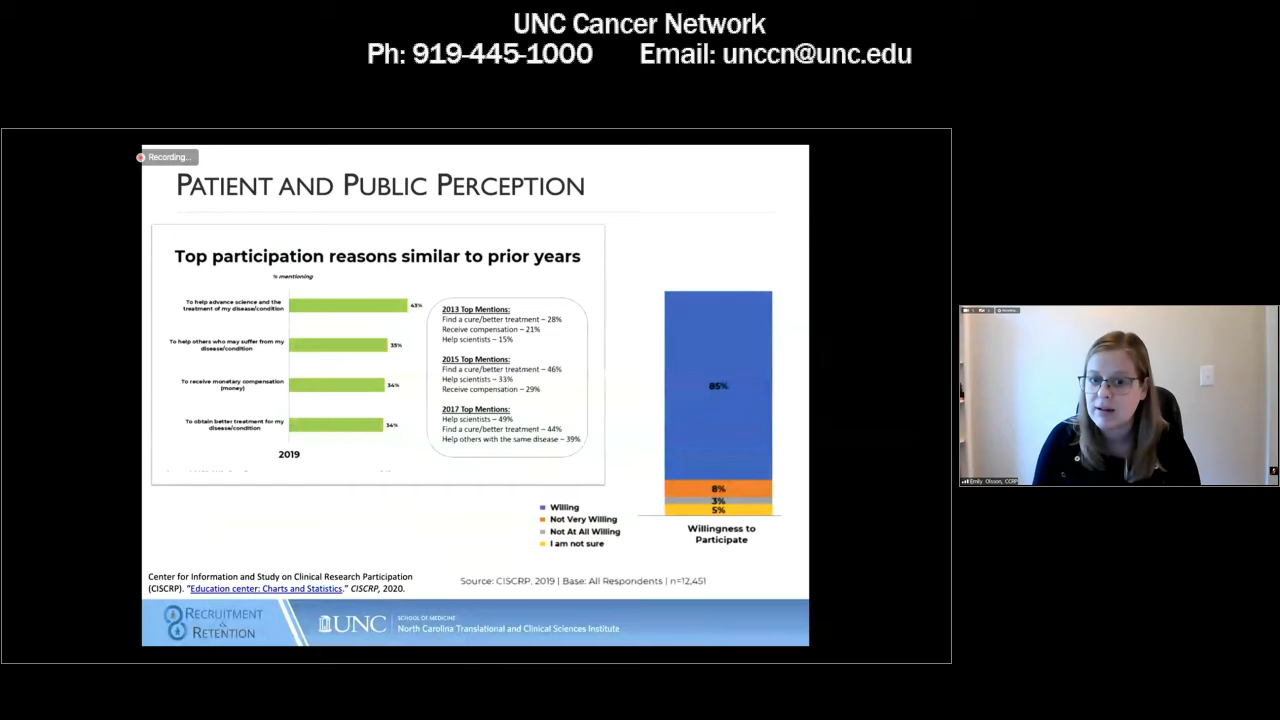 UNC Cancer Network
Ph: 919-445-1000 Email: unccn@unc.edu
Recording...
PATIENT AND PUBLIC PERCEPTION
Top participation reasons similar to prior years
% mentioning
To help advance science and the
treatment of my disease/condition
43%
To help others who may suffer from my
disease/condition
35%
To receive monetary compensation
(money)
34%
To obtain better treatment for my
disease/condition
34%
2019
2013 Top Mentions:
Find a cure/better treatment – 28%
Receive compensation – 21%
Help scientists – 15%
2015 Top Mentions:
Find a cure/better treatment – 46%
Help scientists – 33%
Receive compensation – 29%
2017 Top Mentions:
Help scientists – 49%
Find a cure/better treatment – 44%
Help others with the same disease – 39%
85%
8%
3%
5%
Willing
Not Very Willing
Not At All Willing
I am not sure
Willingness to
Participate
Center for Information and Study on Clinical Research Participation
(CISCRP). "Education center: Charts and Statistics." CISCRP, 2020.
Source: CISCRP, 2019 | Base: All Respondents | n=12,451
RECRUITMENT
&
RETENTION
UNC
SCHOOL OF MEDICINE
North Carolina Translational and Clinical Sciences Institute
Recording...
Emily Olsson, CCRP